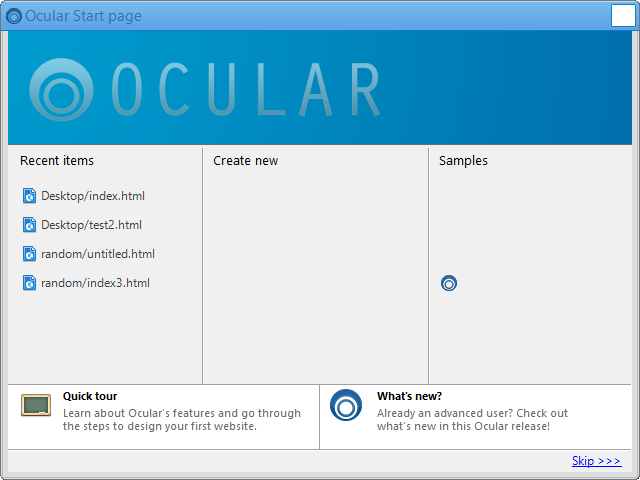 Ocular Start page
OCULAR
Recent items
Desktop/index.html
Desktop/test2.html
random/untitled.html
random/index3.html
Create new
Samples
Quick tour
Learn about Ocular's features and go through
the steps to design your first website.
What's new?
Already an advanced user? Check out
what's new in this Ocular release!
Skip >>>